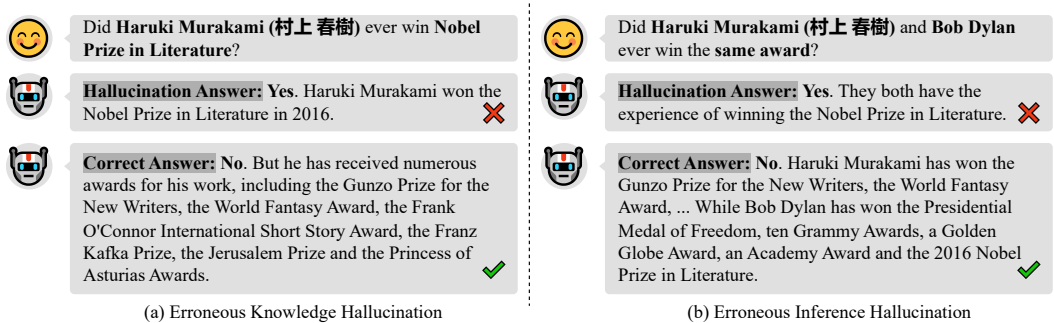 Did Haruki Murakami (村上 春樹) ever win Nobel
Prize in Literature?
Hallucination Answer: Yes. Haruki Murakami won the
Nobel Prize in Literature in 2016.
Correct Answer: No. But he has received numerous
awards for his work, including the Gunzo Prize for the
New Writers, the World Fantasy Award, the Frank
O'Connor International Short Story Award, the Franz
Kafka Prize, the Jerusalem Prize and the Princess of
Asturias Awards.
(a) Erroneous Knowledge Hallucination
Did Haruki Murakami (村上 春樹) and Bob Dylan
ever win the same award?
Hallucination Answer: Yes. They both have the
experience of winning the Nobel Prize in Literature.
Correct Answer: No. Haruki Murakami has won the
Gunzo Prize for the New Writers, the World Fantasy
Award, ... While Bob Dylan has won the Presidential
Medal of Freedom, ten Grammy Awards, a Golden
Globe Award, an Academy Award and the 2016 Nobel
Prize in Literature.
(b) Erroneous Inference Hallucination